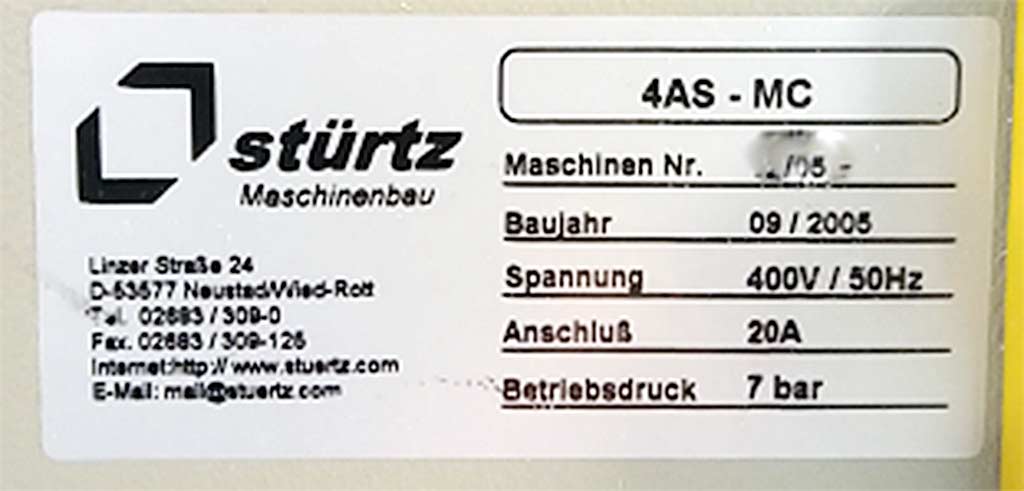 stürtz
Maschinenbau
Linzer Straße 24
D-53577 Neustad/Wied-Rott
Tel. 02683 / 309-0
Fax. 02683 / 309-126
Internet:http:// www.stuertz.com
E-Mail: mail@stuertz.com
4AS - MC
Maschinen Nr.
Baujahr 09 / 2005
Spannung 400V / 50Hz
Anschluß 20A
Betriebsdruck 7 bar